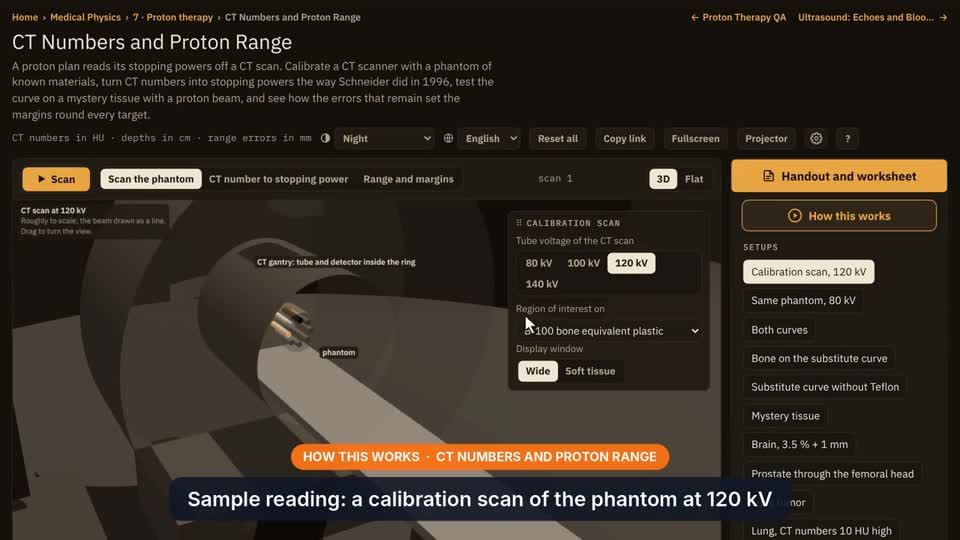 Home › Medical Physics › 7 · Proton therapy › CT Numbers and Proton Range
← Proton Therapy QA
Ultrasound: Echoes and Bloo... →
CT Numbers and Proton Range
A proton plan reads its stopping powers off a CT scan. Calibrate a CT scanner with a phantom of
known materials, turn CT numbers into stopping powers the way Schneider did in 1996, test the
curve on a mystery tissue with a proton beam, and see how the errors that remain set the
margins round every target.
CT numbers in HU · depths in cm · range errors in mm
Night
English
Reset all
Copy link
Fullscreen
Projector
?
Scan
Scan the phantom
CT number to stopping power
Range and margins
scan 1
3D
Flat
Handout and worksheet
How this works
CT scan at 120 kV
Roughly to scale; the beam drawn as a line.
Drag to turn the view.
CT gantry: tube and detector inside the ring
phantom
CALIBRATION SCAN
Tube voltage of the CT scan
80 kV
100 kV
120 kV
140 kV
Region of interest on
100 bone equivalent plastic
Display window
Wide
Soft tissue
SETUPS
Calibration scan, 120 kV
Same phantom, 80 kV
Both curves
Bone on the substitute curve
Substitute curve without Teflon
Mystery tissue
Brain, 3.5 % + 1 mm
Prostate through the femoral head
Lung, CT numbers 10 HU high
HOW THIS WORKS · CT NUMBERS AND PROTON RANGE
Sample reading: a calibration scan of the phantom at 120 kV